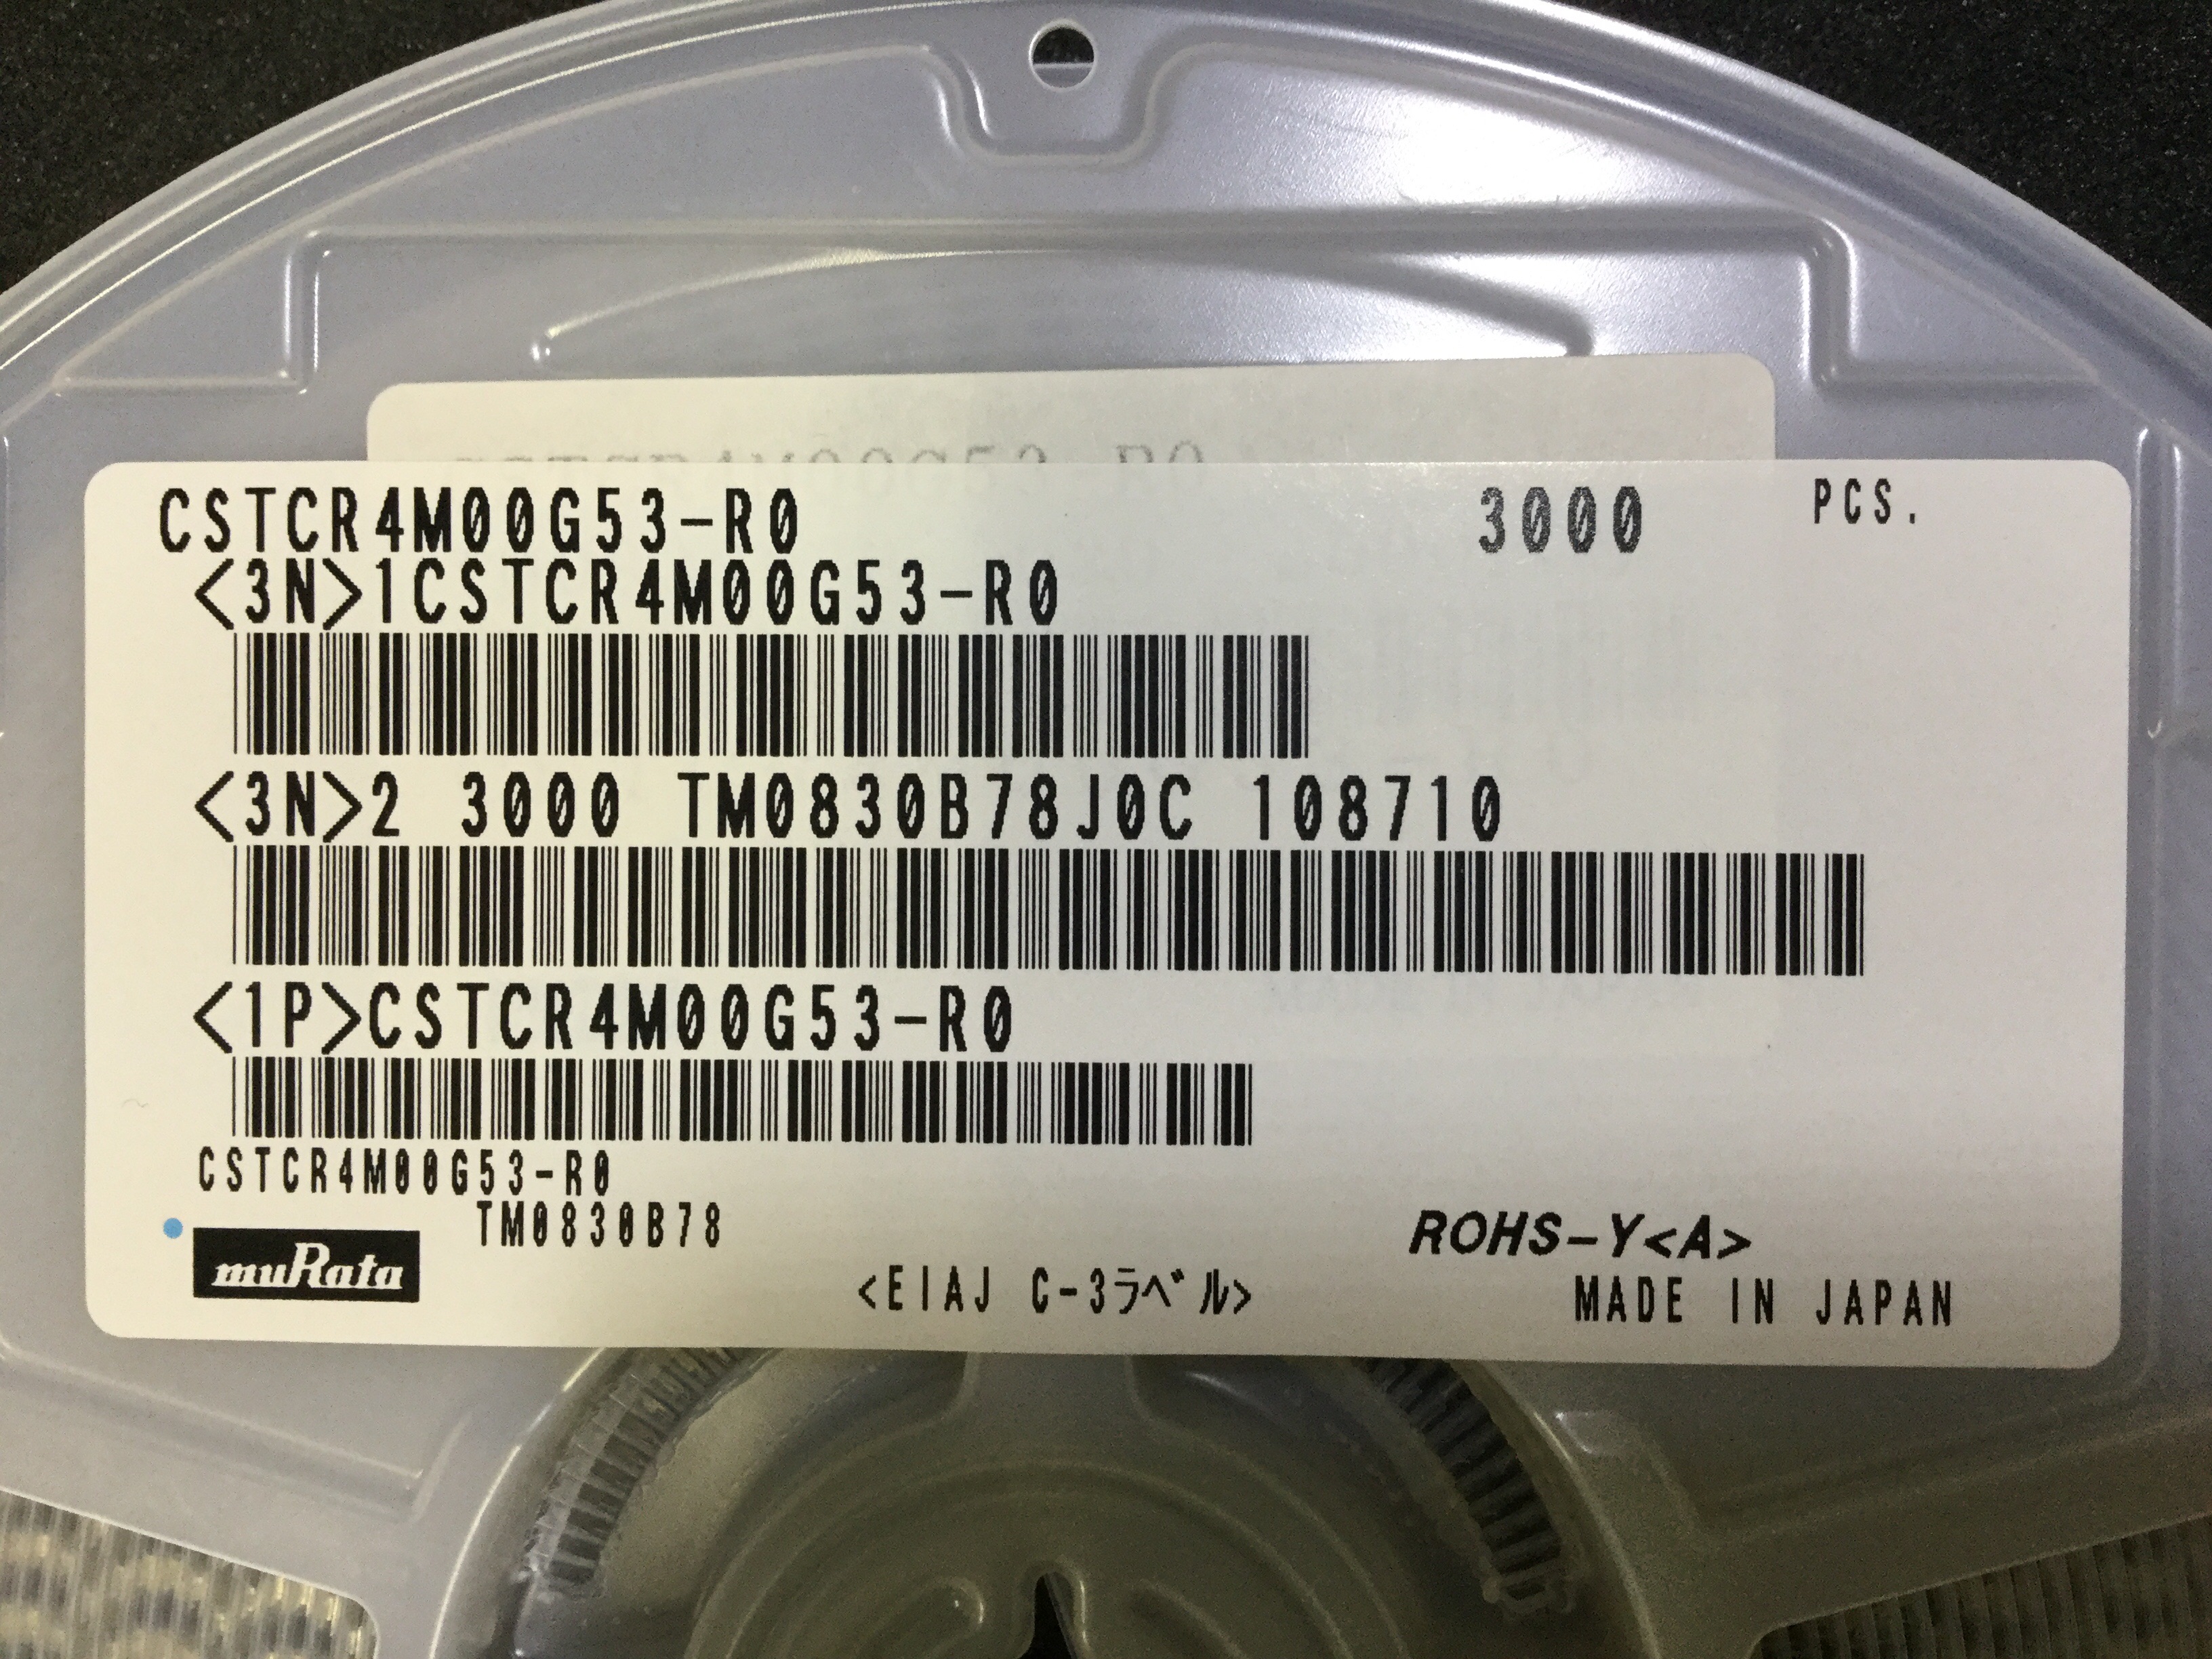 CSTCR4M00G53-R0 3000 PCS.
<3N>1CSTCR4M00G53-R0
<3N>2 3000 TM0830B78J0C 108710
<1P>CSTCR4M00G53-R0
CSTCR4M00G53-R0
TM0830B78
muRata
ROHS-Y<A>
<EIAJ C-3ラベル>
MADE IN JAPAN